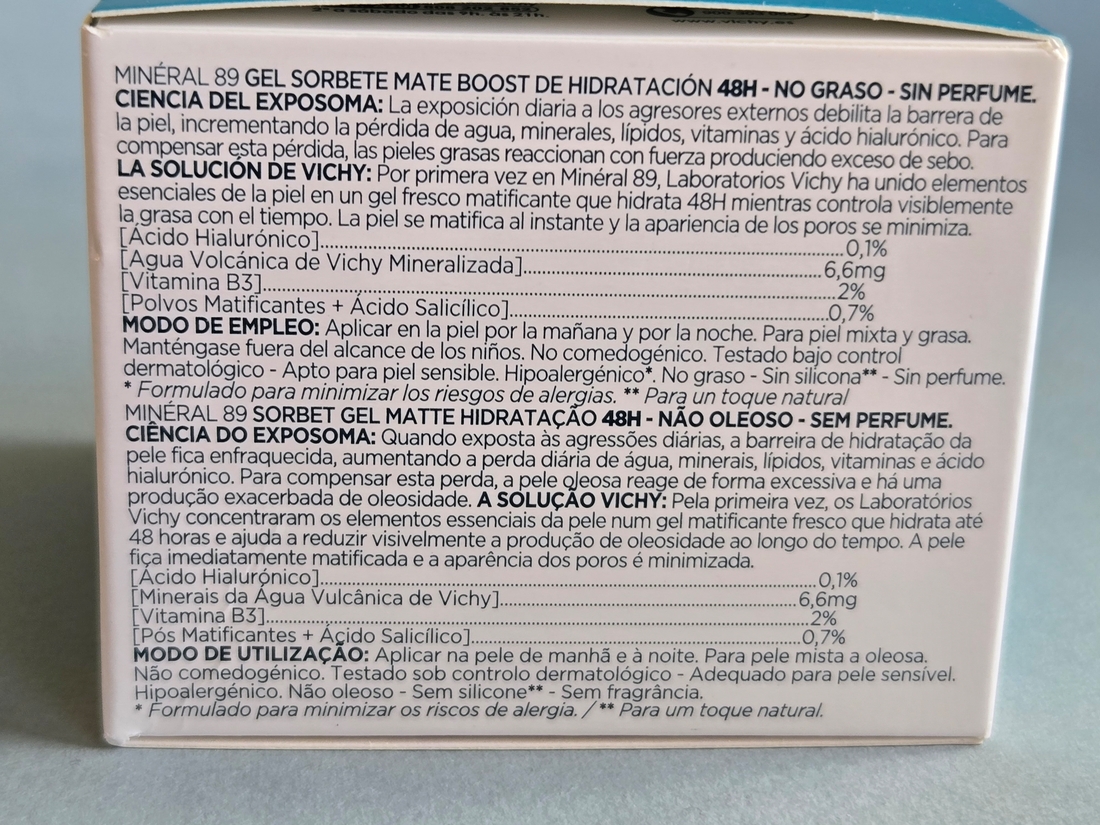 a sábado das 9h. às 21h.
www.vichy.es
MINÉRAL 89 GEL SORBETE MATE BOOST DE HIDRATACIÓN 48H - NO GRASO - SIN PERFUME.
CIENCIA DEL EXPOSOMA: La exposición diaria a los agresores externos debilita la barrera de
la piel, incrementando la pérdida de agua, minerales, lípidos, vitaminas y ácido hialurónico. Para
compensar esta pérdida, las pieles grasas reaccionan con fuerza produciendo exceso de sebo.
LA SOLUCIÓN DE VICHY: Por primera vez en Minéral 89, Laboratorios Vichy ha unido elementos
esenciales de la piel en un gel fresco matificante que hidrata 48H mientras controla visiblemente
la grasa con el tiempo. La piel se matifica al instante y la apariencia de los poros se minimiza.
[Ácido Hialurónico]....................0,1%
[Agua Volcánica de Vichy Mineralizada]....................6,6mg
[Vitamina B3]....................2%
[Polvos Matificantes + Ácido Salicílico]....................0,7%
MODO DE EMPLEO: Aplicar en la piel por la mañana y por la noche. Para piel mixta y grasa.
Manténgase fuera del alcance de los niños. No comedogénico. Testado bajo control
dermatológico - Apto para piel sensible. Hipoalergénico*. No graso - Sin silicona** - Sin perfume.
* Formulado para minimizar los riesgos de alergias. ** Para un toque natural
MINÉRAL 89 SORBET GEL MATTE HIDRATAÇÃO 48H - NÃO OLEOSO - SEM PERFUME.
CIÊNCIA DO EXPOSOMA: Quando exposta às agressões diárias, a barreira de hidratação da
pele fica enfraquecida, aumentando a perda diária de água, minerais, lípidos, vitaminas e ácido
hialurónico. Para compensar esta perda, a pele oleosa reage de forma excessiva e há uma
produção exacerbada de oleosidade. A SOLUÇÃO VICHY: Pela primeira vez, os Laboratórios
Vichy concentraram os elementos essenciais da pele num gel matificante fresco que hidrata até
48 horas e ajuda a reduzir visivelmente a produção de oleosidade ao longo do tempo. A pele
fica imediatamente matificada e a aparência dos poros é minimizada.
[Ácido Hialurónico]....................0,1%
[Minerais da Água Vulcânica de Vichy]....................6,6mg
[Vitamina B3]....................2%
[Pós Matificantes + Ácido Salicílico]....................0,7%
MODO DE UTILIZAÇÃO: Aplicar na pele de manhã e à noite. Para pele mista a oleosa.
Não comedogénico. Testado sob controlo dermatológico - Adequado para pele sensível.
Hipoalergénico. Não oleoso - Sem silicone** - Sem fragrância.
* Formulado para minimizar os riscos de alergia. / ** Para um toque natural.